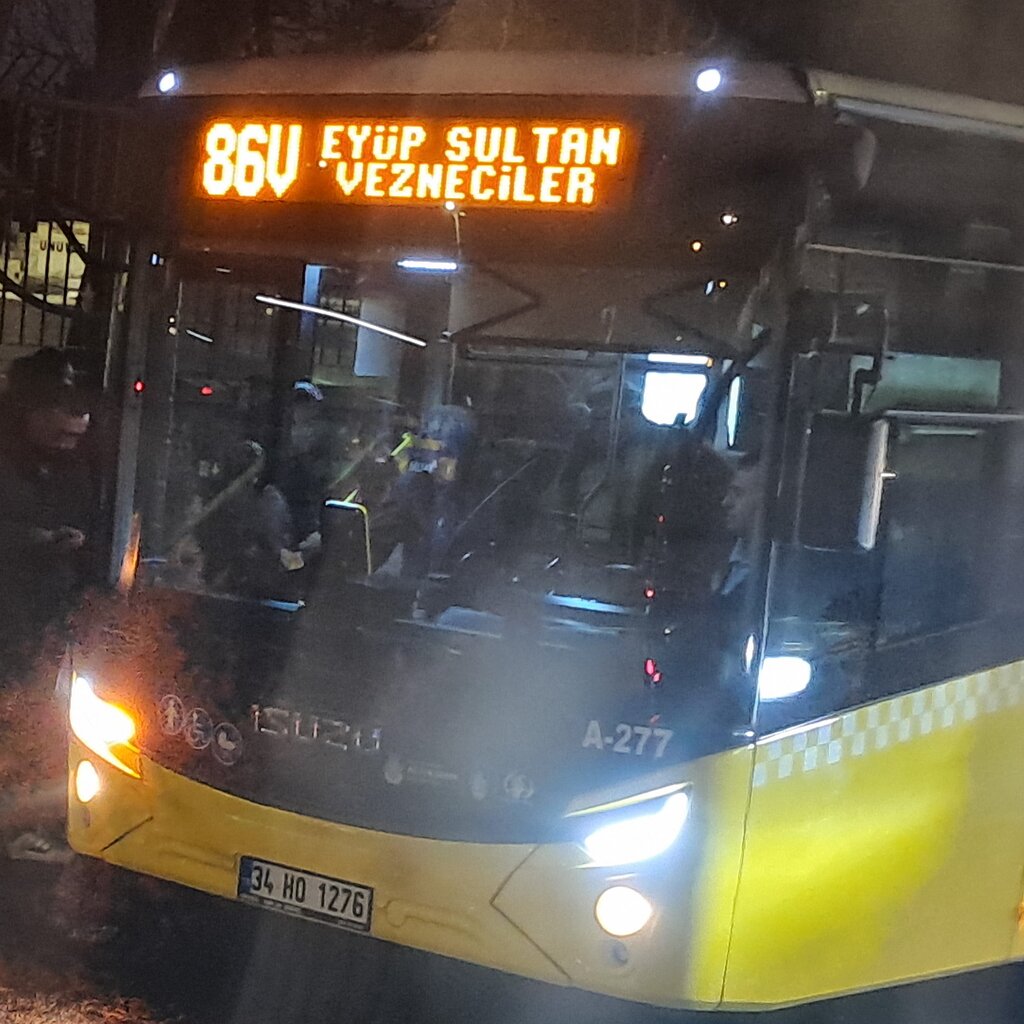 86V EYÜP SULTAN
VEZNECİLER
ISUZU
A-277
34 HO 1276